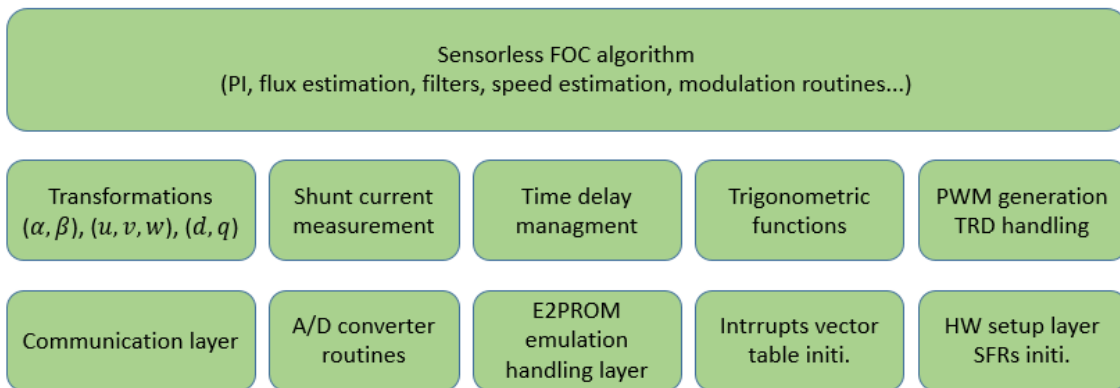 Sensorless FOC algorithm
(PI, flux estimation, filters, speed estimation, modulation routines...)
Transformations
(α, β), (u, v, w), (d, q)
Shunt current
measurement
Time delay
managment
Trigonometric
functions
PWM generation
TRD handling
Communication layer
A/D converter
routines
E2PROM
emulation
handling layer
Intrrupts vector
table initi.
HW setup layer
SFRs initi.